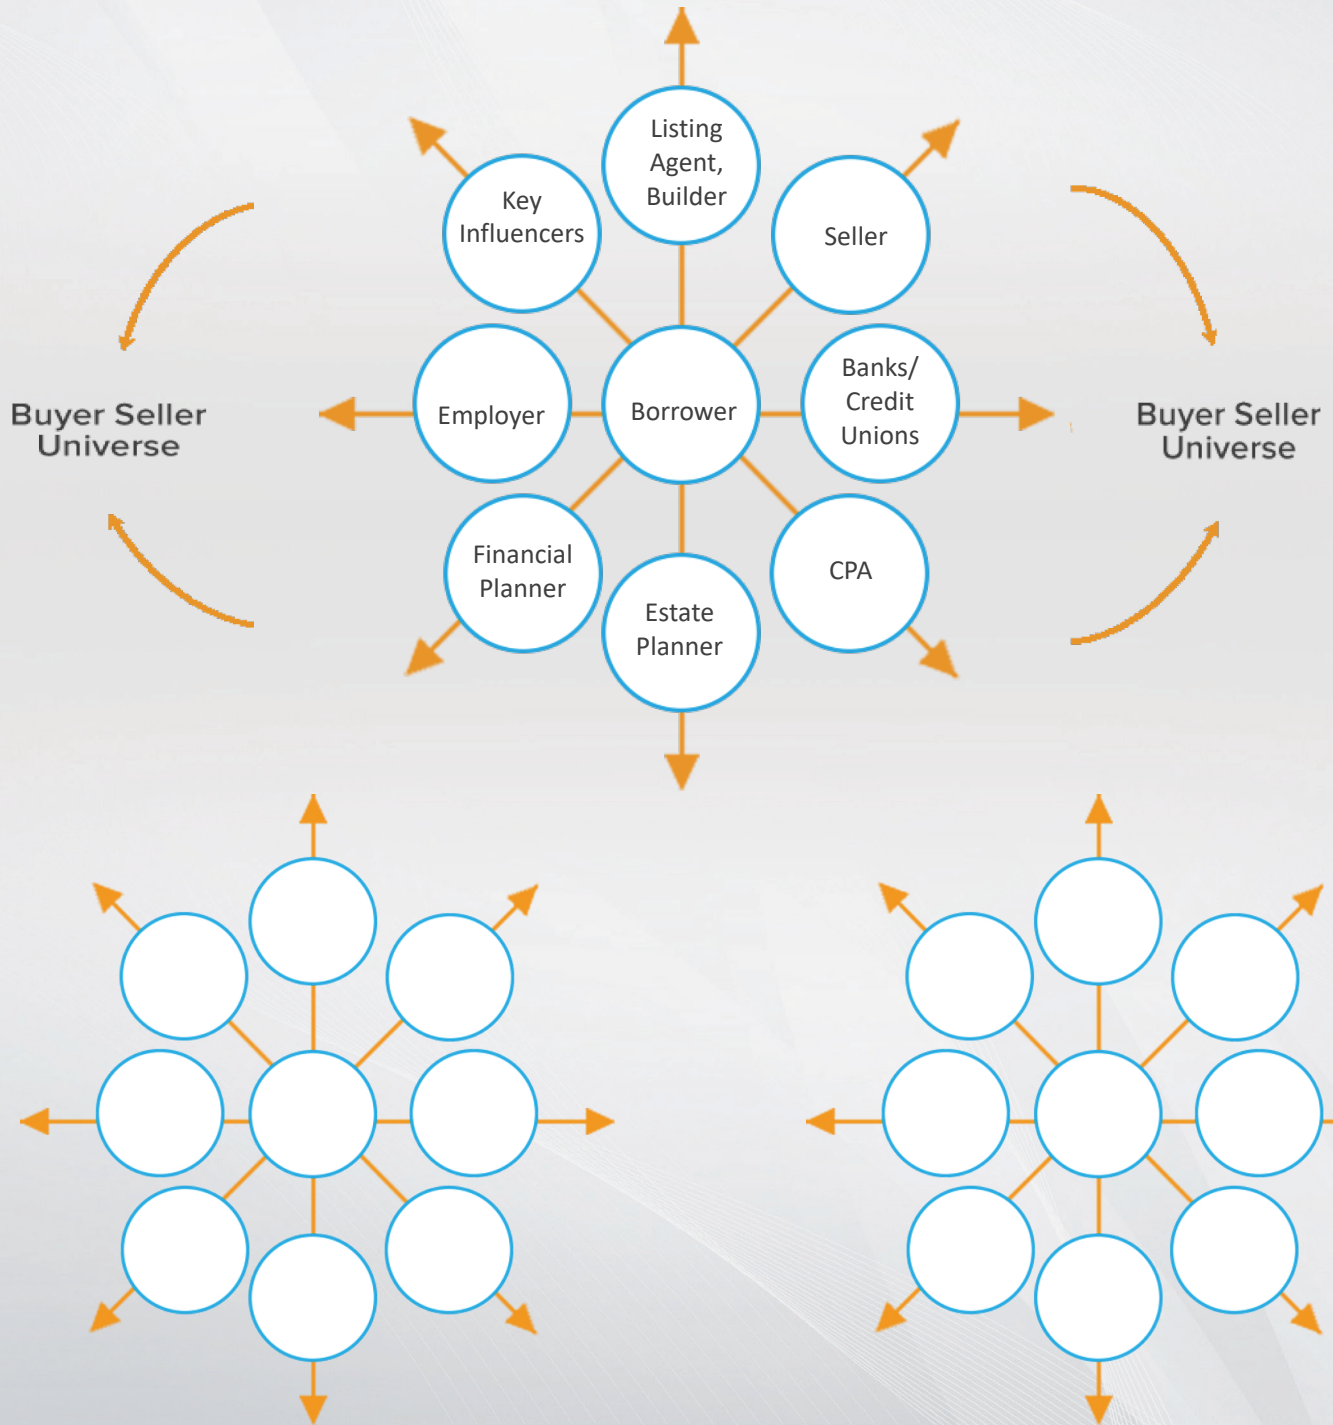 Listing
Agent,
Builder
Key
Influencers
Seller
Buyer Seller
Universe
Employer
Borrower
Banks/
Credit
Unions
Buyer Seller
Universe
Financial
Planner
Estate
Planner
CPA